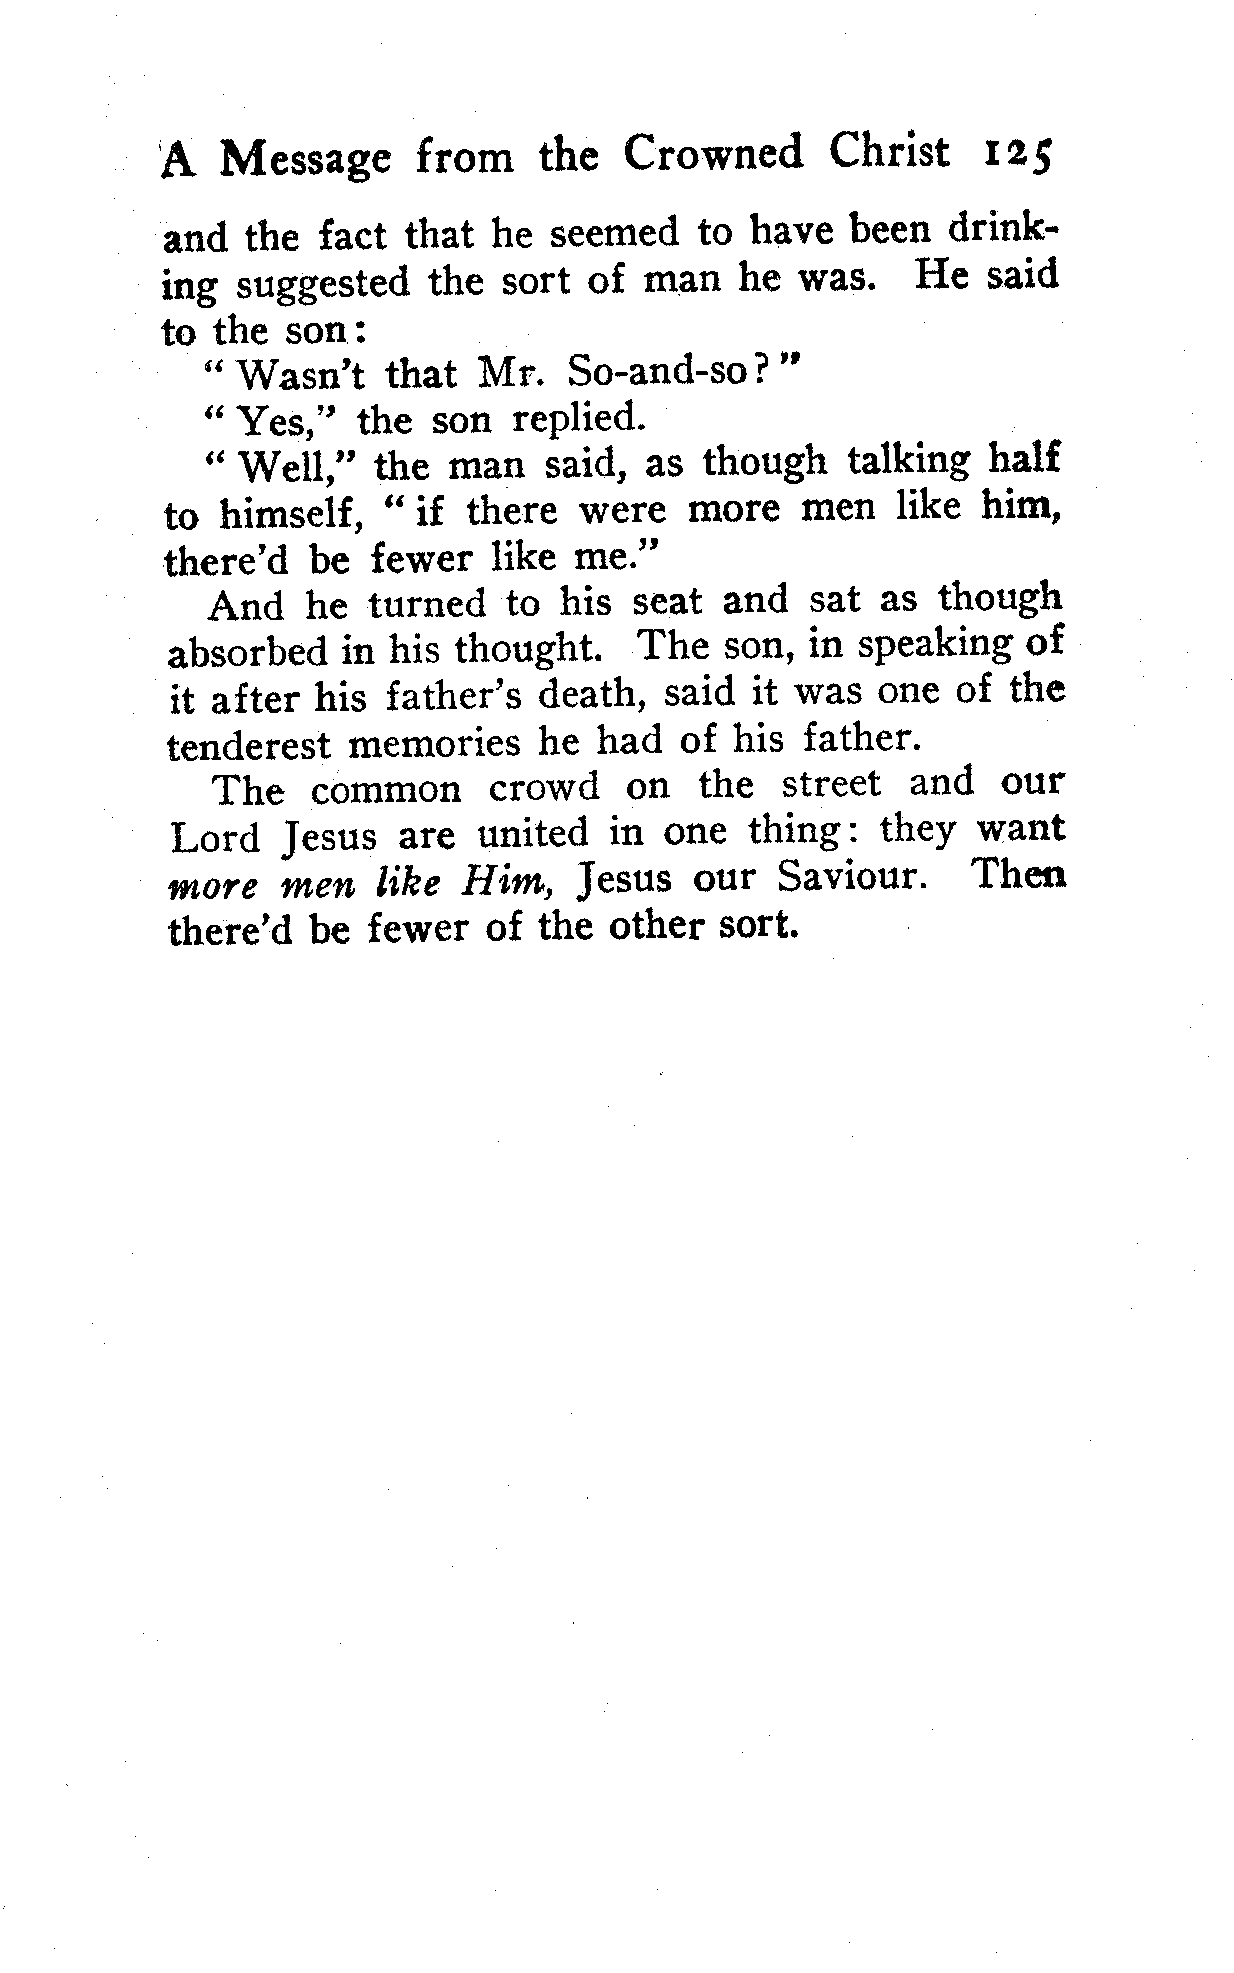 A Message from the Crowned Christ 125
and the fact that he seemed to have been drink-
ing suggested the sort of man he was. He said
to the son:
" Wasn't that Mr. So-and-so? "
" Yes," the son replied.
" Well," the man said, as though talking half
to himself, " if there were more men like him,
there'd be fewer like me."
And he turned to his seat and sat as though
absorbed in his thought. The son, in speaking of
it after his father's death, said it was one of the
tenderest memories he had of his father.
The common crowd on the street and our
Lord Jesus are united in one thing: they want
more men like Him, Jesus our Saviour. Then
there'd be fewer of the other sort.